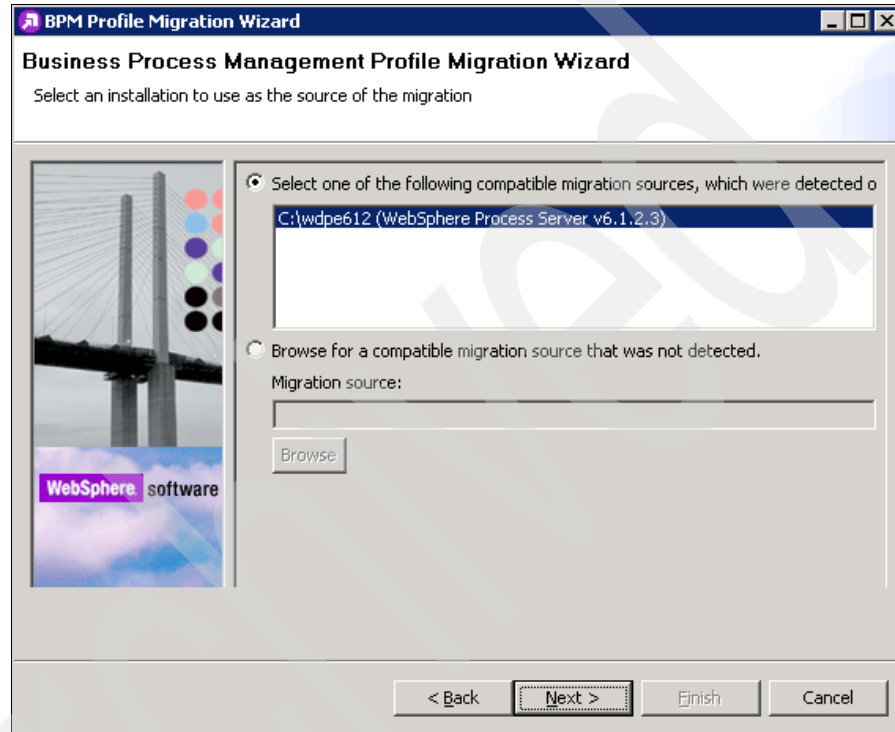 BPM Profile Migration Wizard
Business Process Management Profile Migration Wizard
Select an installation to use as the source of the migration
Select one of the following compatible migration sources, which were detected o
C:\wdpe612 (WebSphere Process Server v6.1.2.3)
Browse for a compatible migration source that was not detected.
Migration source:
Browse
WebSphere software
< Back
Next >
Finish
Cancel